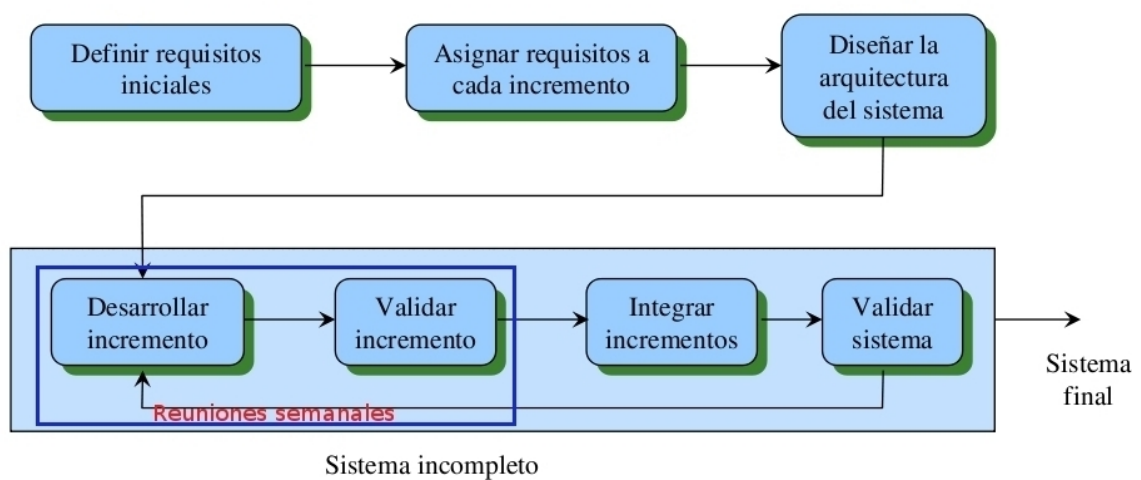 Definir requisitos
iniciales
Asignar requisitos a
cada incremento
Diseñar la
arquitectura
del sistema
Desarrollar
incremento
Validar
incremento
Integrar
incrementos
Validar
sistema
Reuniones semanales
Sistema
final
Sistema incompleto